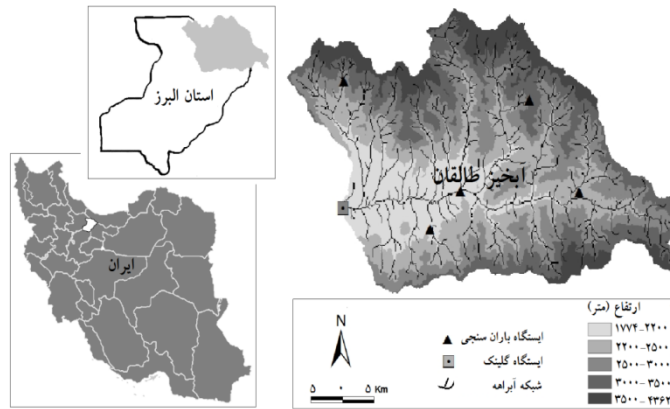 استان البرز
ایران
آبخیز طالقان
N
۵ ۰ ۵ Km
ایستگاه باران سنجی
ایستگاه گلینک
شبکه آبراهه
ارتفاع (متر)
۱۷۷۴-۲۲۰۰
۲۲۰۰-۲۵۰۰
۲۵۰۰-۳۰۰۰
۳۰۰۰-۳۵۰۰
۳۵۰۰-۴۳۶۲